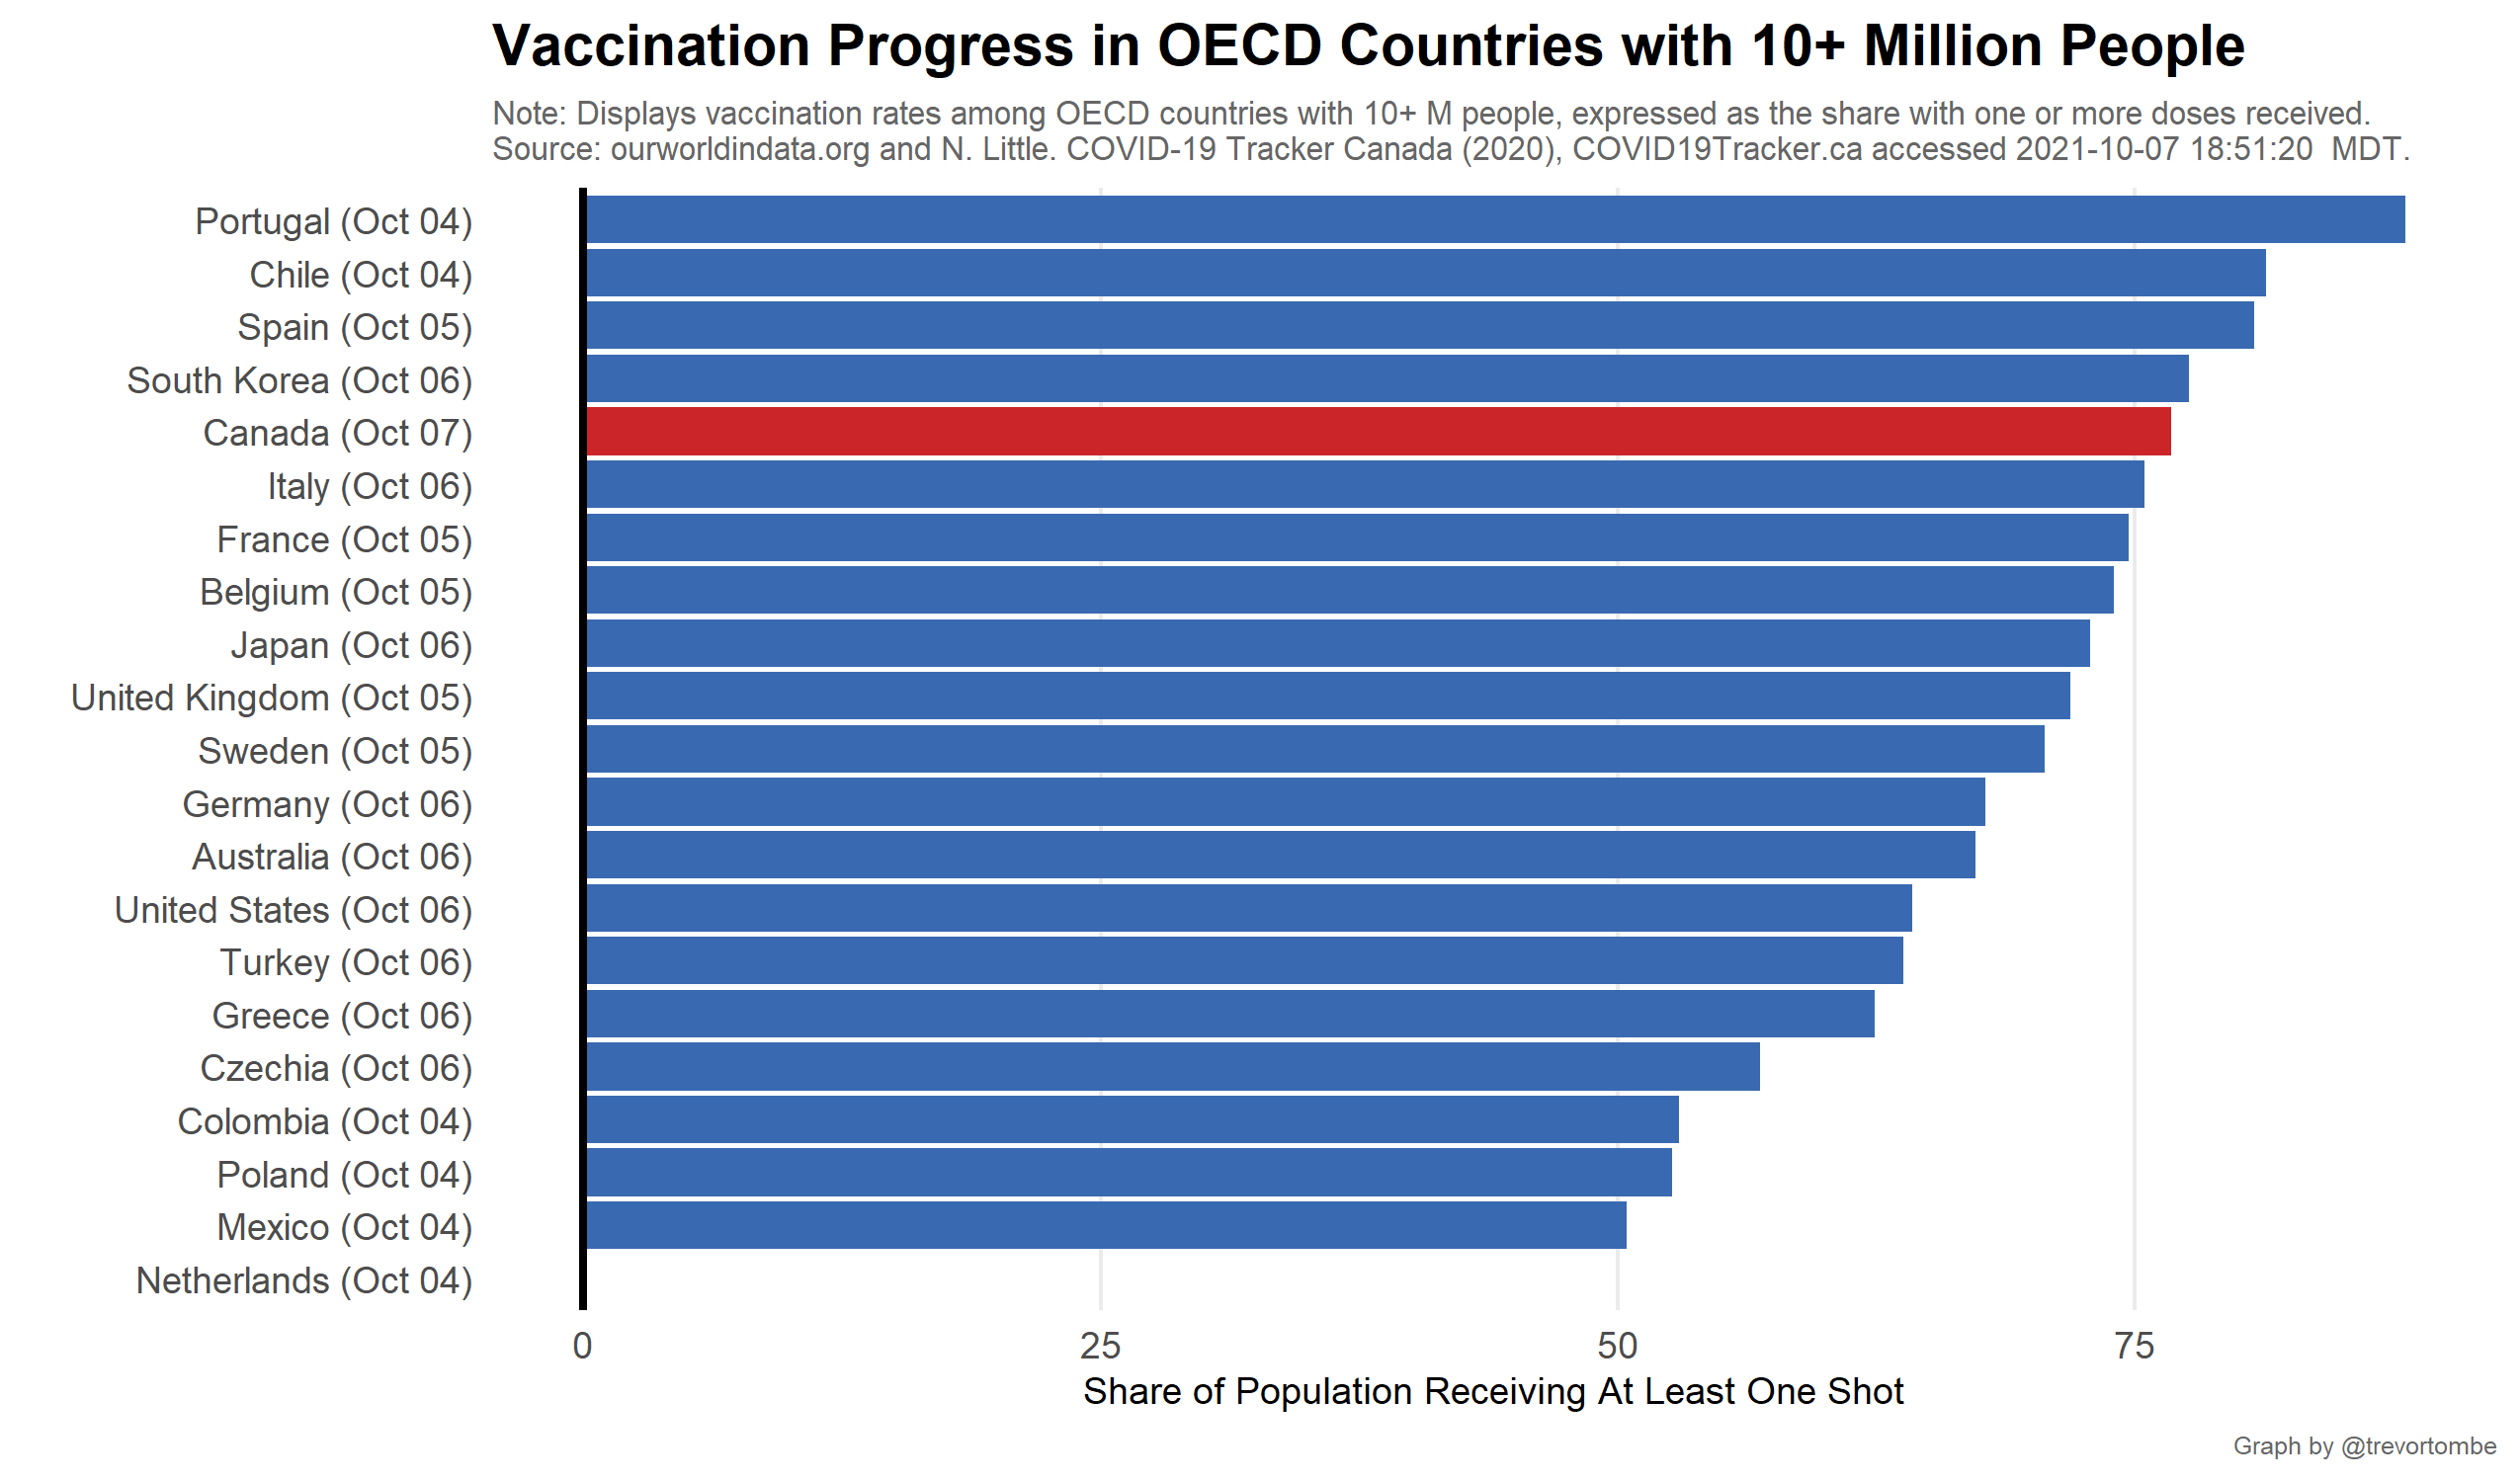 Vaccination Progress in OECD Countries with 10+ Million People
Note: Displays vaccination rates among OECD countries with 10+ M people, expressed as the share with one or more doses received.
Source: ourworldindata.org and N. Little. COVID-19 Tracker Canada (2020), COVID19Tracker.ca accessed 2021-10-07 18:51:20  MDT.
Portugal (Oct 04)
Chile (Oct 04)
Spain (Oct 05)
South Korea (Oct 06)
Canada (Oct 07)
Italy (Oct 06)
France (Oct 05)
Belgium (Oct 05)
Japan (Oct 06)
United Kingdom (Oct 05)
Sweden (Oct 05)
Germany (Oct 06)
Australia (Oct 06)
United States (Oct 06)
Turkey (Oct 06)
Greece (Oct 06)
Czechia (Oct 06)
Colombia (Oct 04)
Poland (Oct 04)
Mexico (Oct 04)
Netherlands (Oct 04)
0 25 50 75
Share of Population Receiving At Least One Shot
Graph by @trevortombe